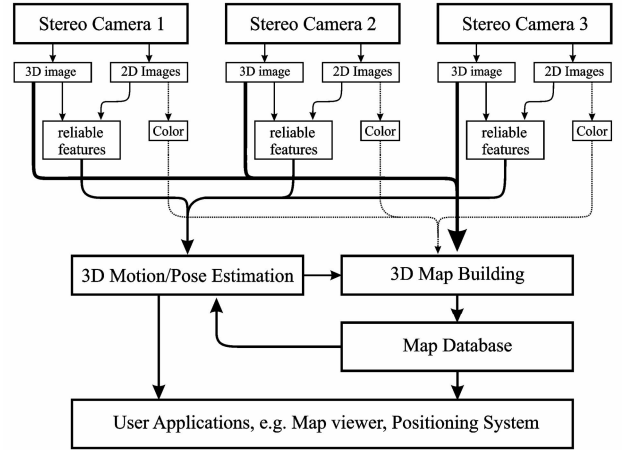 Stereo Camera 1
Stereo Camera 2
Stereo Camera 3
3D image
2D Images
3D image
2D Images
3D image
2D Images
reliable
features
Color
reliable
features
Color
reliable
features
Color
3D Motion/Pose Estimation
3D Map Building
Map Database
User Applications, e.g. Map viewer, Positioning System